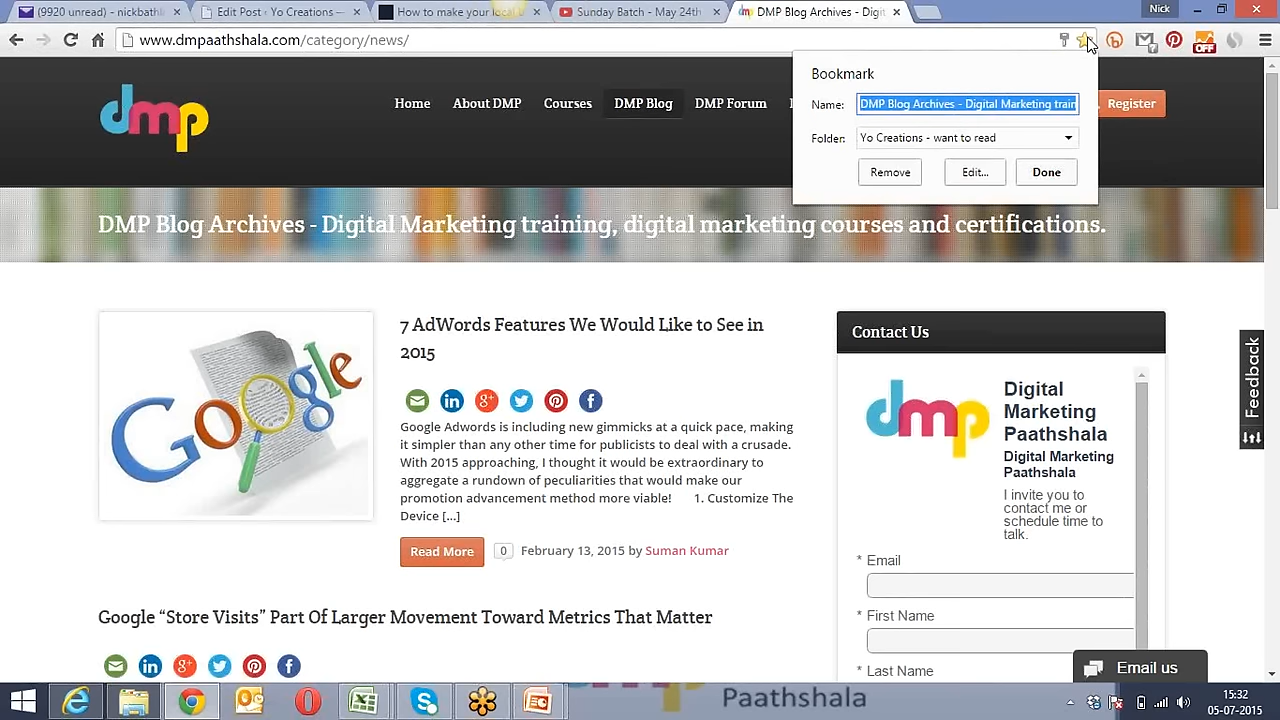 (9920 unread) - nickbathl
Edit Post ‹ Yo Creations —
How to make your local b
Sunday Batch - May 24th
DMP Blog Archives - Digit
Nick
www.dmpaathshala.com/category/news/
OFF
Bookmark
Name: DMP Blog Archives - Digital Marketing train
Folder: Yo Creations - want to read
Remove Edit... Done
dmp
Home About DMP Courses DMP Blog DMP Forum Register
DMP Blog Archives - Digital Marketing training, digital marketing courses and certifications.
Google
7 AdWords Features We Would Like to See in
2015
Google Adwords is including new gimmicks at a quick pace, making
it simpler than any other time for publicists to deal with a crusade.
With 2015 approaching, I thought it would be extraordinary to
aggregate a rundown of peculiarities that would make our
promotion advancement method more viable! 1. Customize The
Device [...]
Read More 0 February 13, 2015 by Suman Kumar
Google “Store Visits” Part Of Larger Movement Toward Metrics That Matter
Contact Us
dmp
Digital
Marketing
Paathshala
Digital Marketing
Paathshala
I invite you to
contact me or
schedule time to
talk.
* Email
* First Name
* Last Name
Feedback
Email us
Paathshala
15:32
05-07-2015